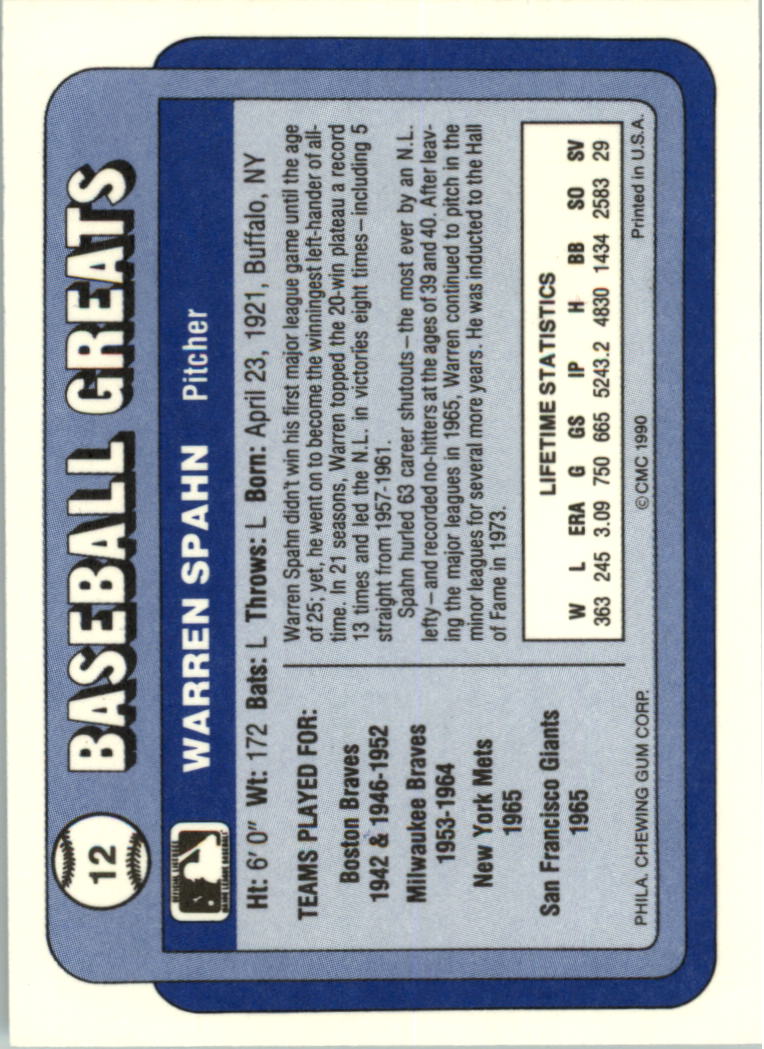 12
BASEBALL GREATS
WARREN SPAHN Pitcher
Ht: 6' 0" Wt: 172 Bats: L Throws: L Born: April 23, 1921, Buffalo, NY
TEAMS PLAYED FOR:
Boston Braves
1942 & 1946-1952
Milwaukee Braves
1953-1964
New York Mets
1965
San Francisco Giants
1965
Warren Spahn didn't win his first major league game until the age
of 25; yet, he went on to become the winningest left-hander of all-
time. In 21 seasons, Warren topped the 20-win plateau a record
13 times and led the N.L. in victories eight times—including 5
straight from 1957-1961.
Spahn hurled 63 career shutouts—the most ever by an N.L.
lefty—and recorded no-hitters at the ages of 39 and 40. After leav-
ing the major leagues in 1965, Warren continued to pitch in the
minor leagues for several more years. He was inducted to the Hall
of Fame in 1973.
LIFETIME STATISTICS
W L ERA G GS IP H BB SO SV
363 245 3.09 750 665 5243.2 4830 1434 2583 29
PHILA. CHEWING GUM CORP. © CMC 1990 Printed in U.S.A.